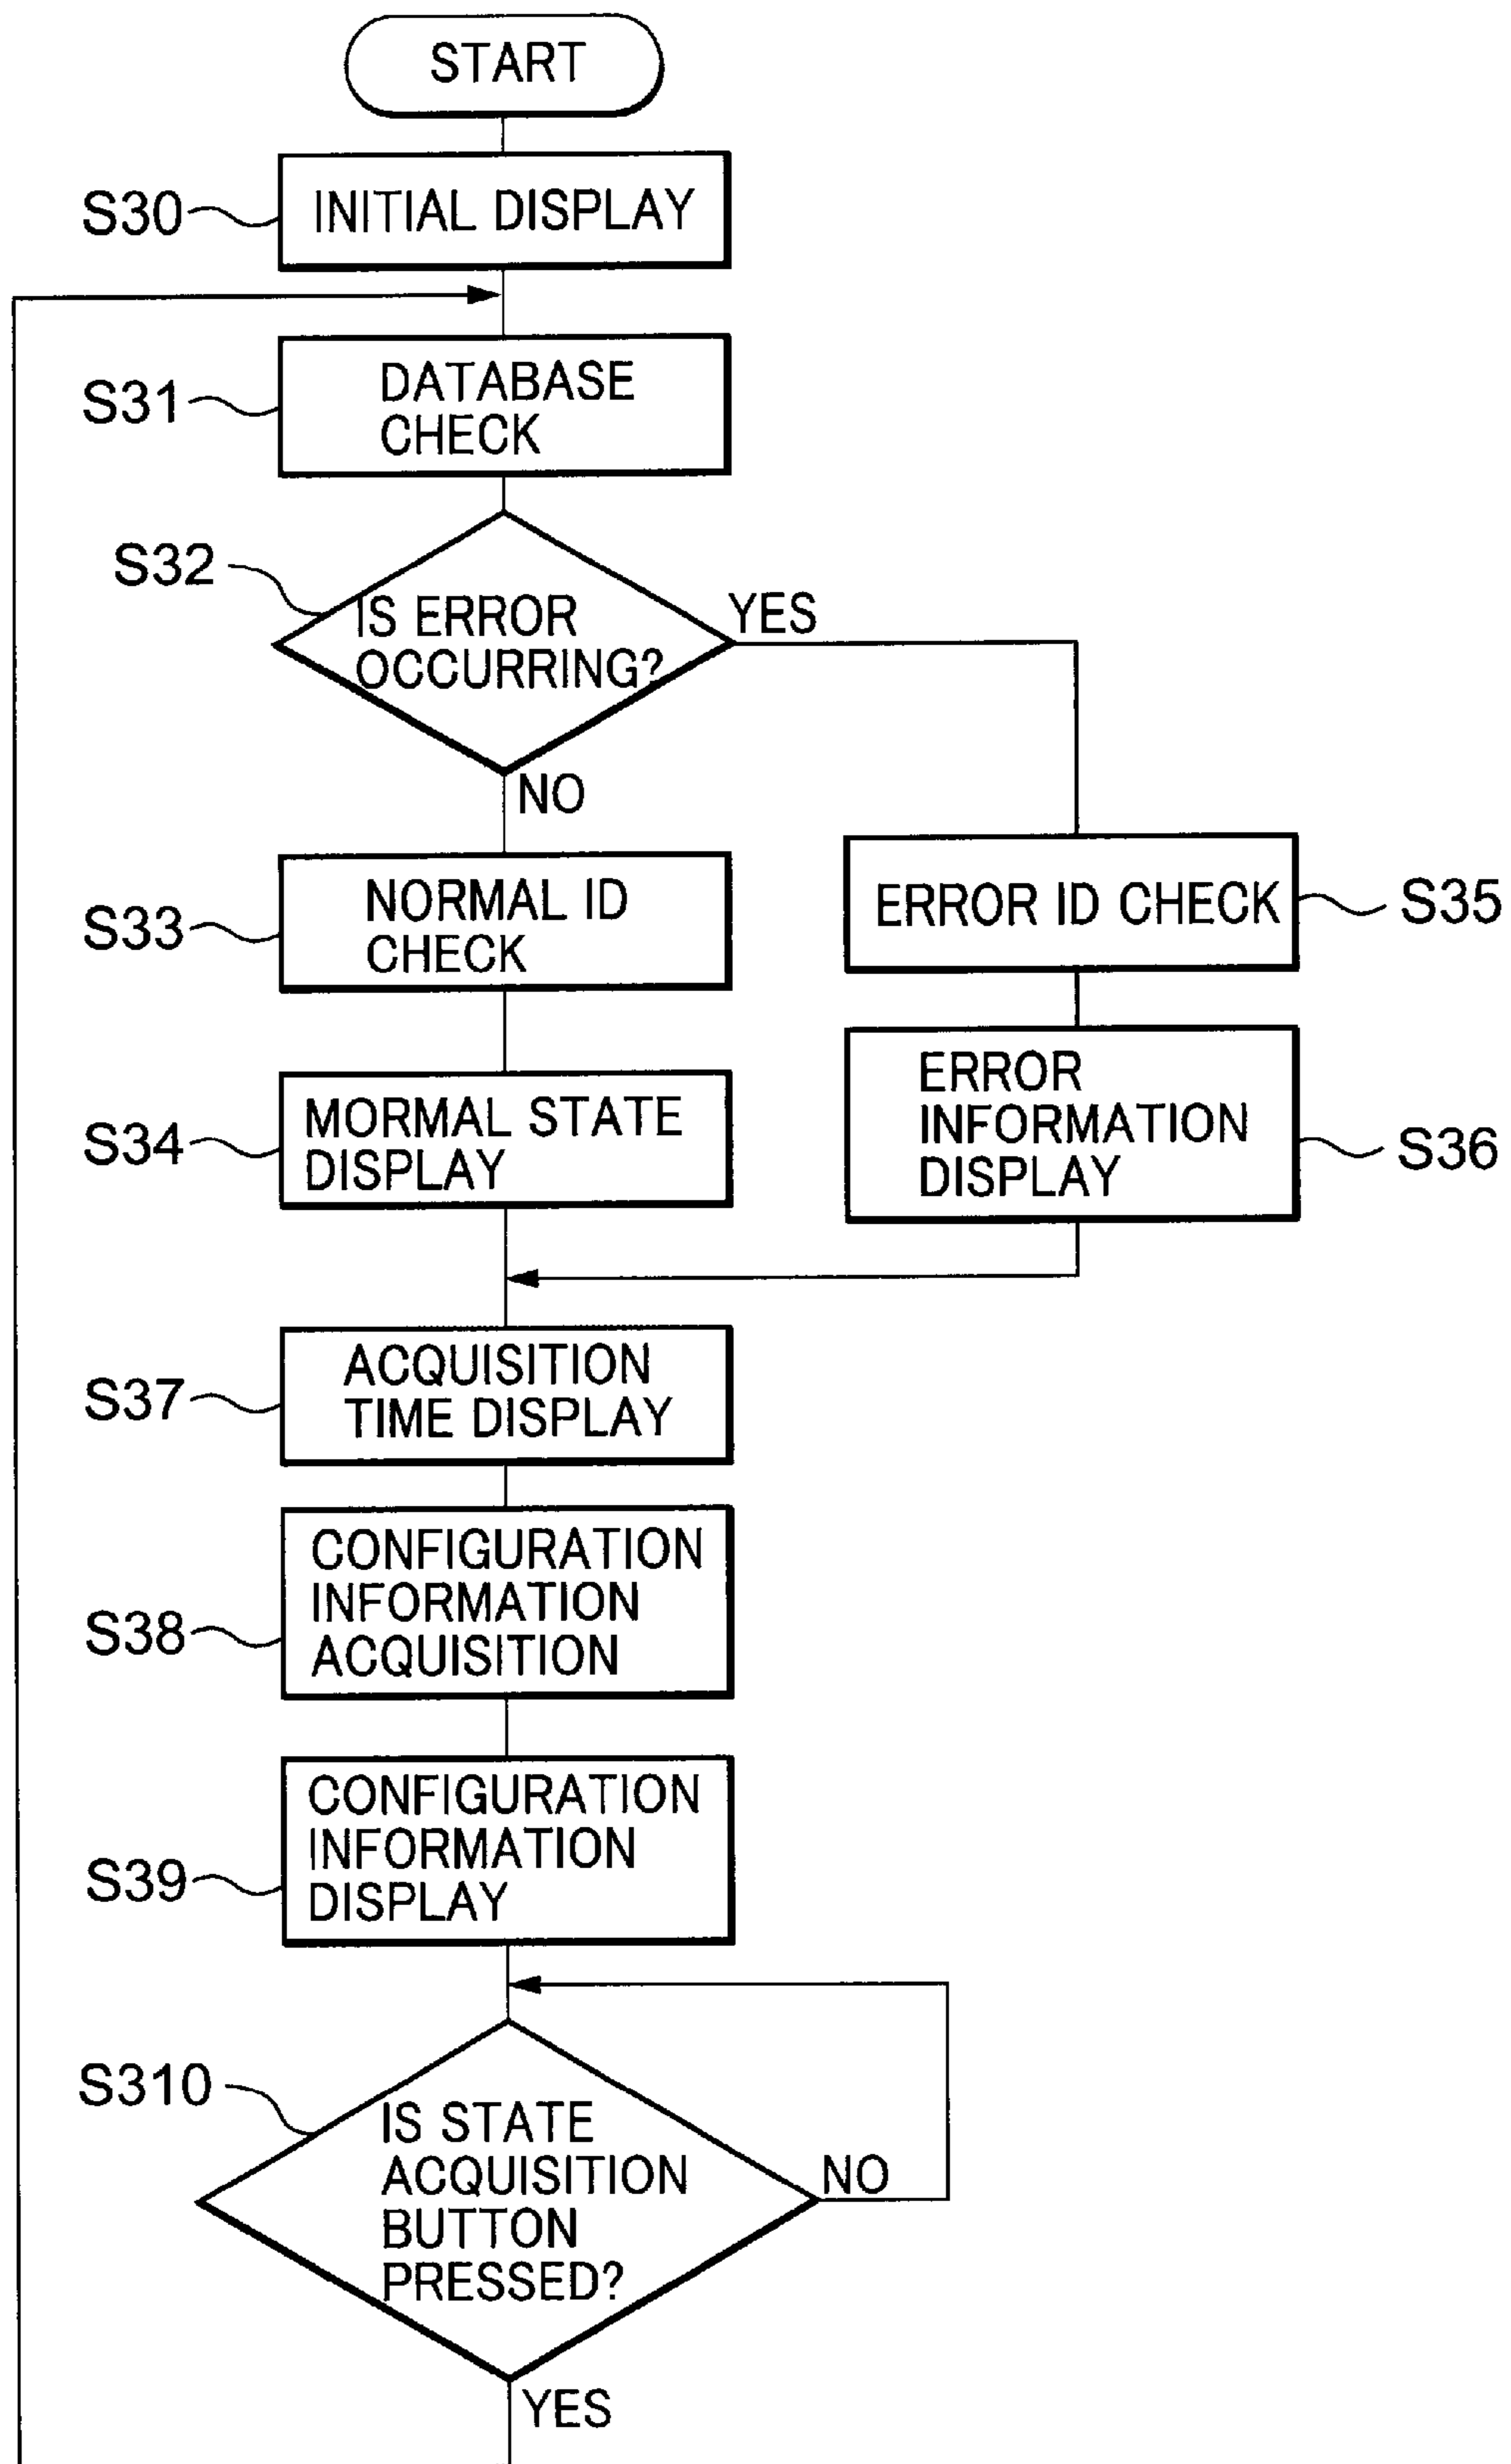 START
S30
INITIAL DISPLAY
S31
DATABASE
CHECK
S32
IS ERROR
OCCURRING?
YES
NO
S33
NORMAL ID
CHECK
ERROR ID CHECK
S35
S34
MORMAL STATE
DISPLAY
ERROR
INFORMATION
DISPLAY
S36
S37
ACQUISITION
TIME DISPLAY
S38
CONFIGURATION
INFORMATION
ACQUISITION
S39
CONFIGURATION
INFORMATION
DISPLAY
S310
IS STATE
ACQUISITION
BUTTON
PRESSED?
NO
YES